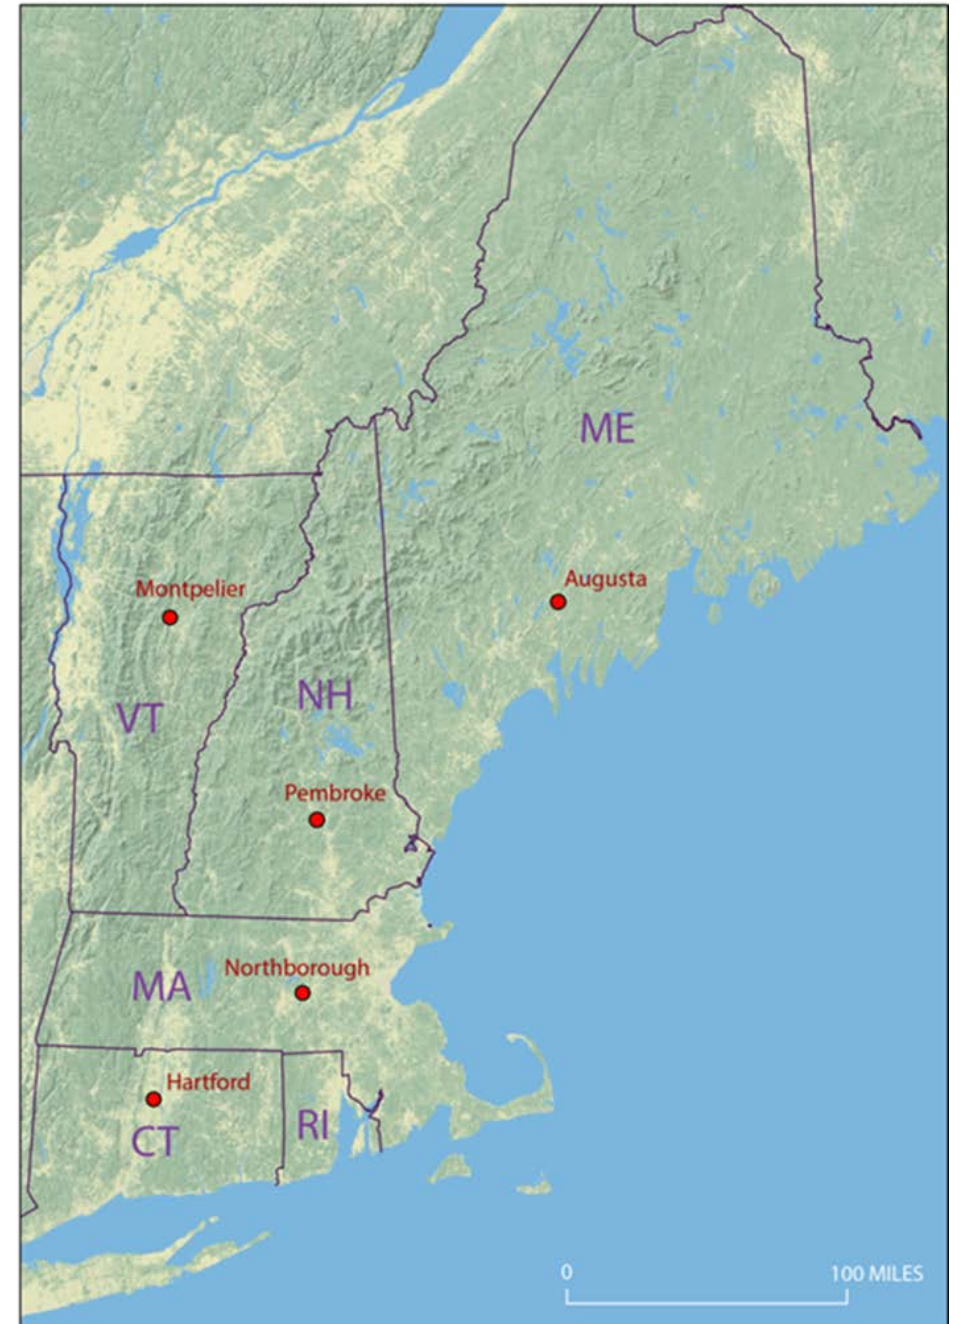 ME
Augusta
Montpelier
NH
VT
Pembroke
Northborough
MA
Hartford
RI
CT
0
100 MILES